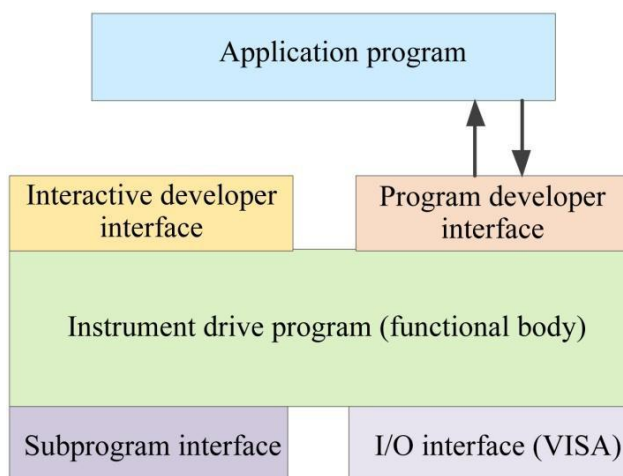 Application program
Interactive developer
interface
Program developer
interface
Instrument drive program (functional body)
Subprogram interface
I/O interface (VISA)